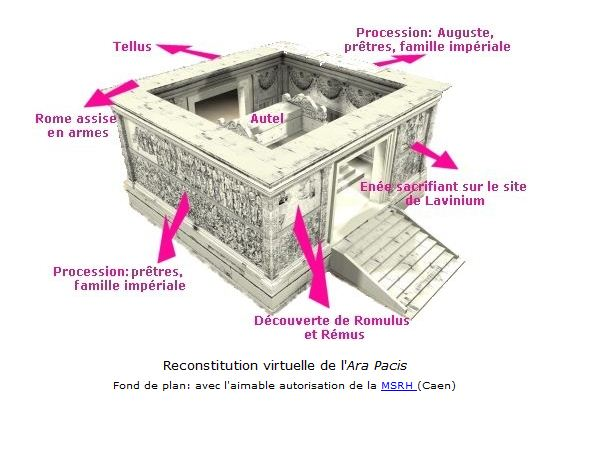 Tellus
Procession: Auguste,
prêtres, famille impériale
Rome assise
en armes
Autel
Enée sacrifiant sur le site
de Lavinium
Procession: prêtres,
famille impériale
Découverte de Romulus
et Rémus
Reconstitution virtuelle de l'Ara Pacis
Fond de plan: avec l'aimable autorisation de la MSRH (Caen)